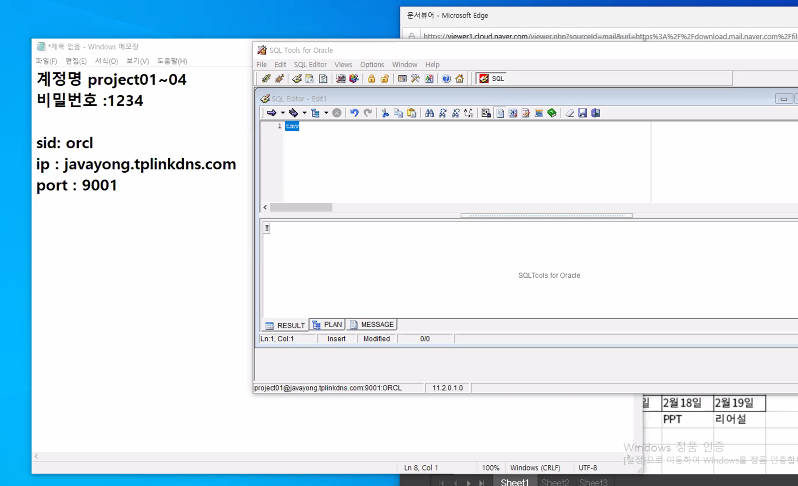 문서뷰어 - Microsoft Edge
https://viewer1.cloud.naver.com/viewer.php?sourceId=mail&url=https%3A%2F%2Fdownload.mail.naver.com%2Ffil
*제목 없음 - Windows 메모장
파일(F) 편집(E) 서식(O) 보기(V) 도움말(H)
계정명 project01~04
비밀번호 :1234
sid: orcl
ip : javayong.tplinkdns.com
port : 9001
Ln 8, Col 1 100% Windows (CRLF) UTF-8
SQL Tools for Oracle
File Edit SQL Editor Views Options Window Help
SQL
SQL Editor - Edit1
1
SQLTools for Oracle
RESULT PLAN MESSAGE
Ln:1, Col:1 Insert Modified 0/0
project01@javayong.tplinkdns.com:9001:ORCL 11.2.0.1.0
일 2월 18일 2월 19일
PPT 리어설
Windows 정품 인증
[설정]으로 이동하여 Windows를 정품 인증합
Sheet1 Sheet2 Sheet3